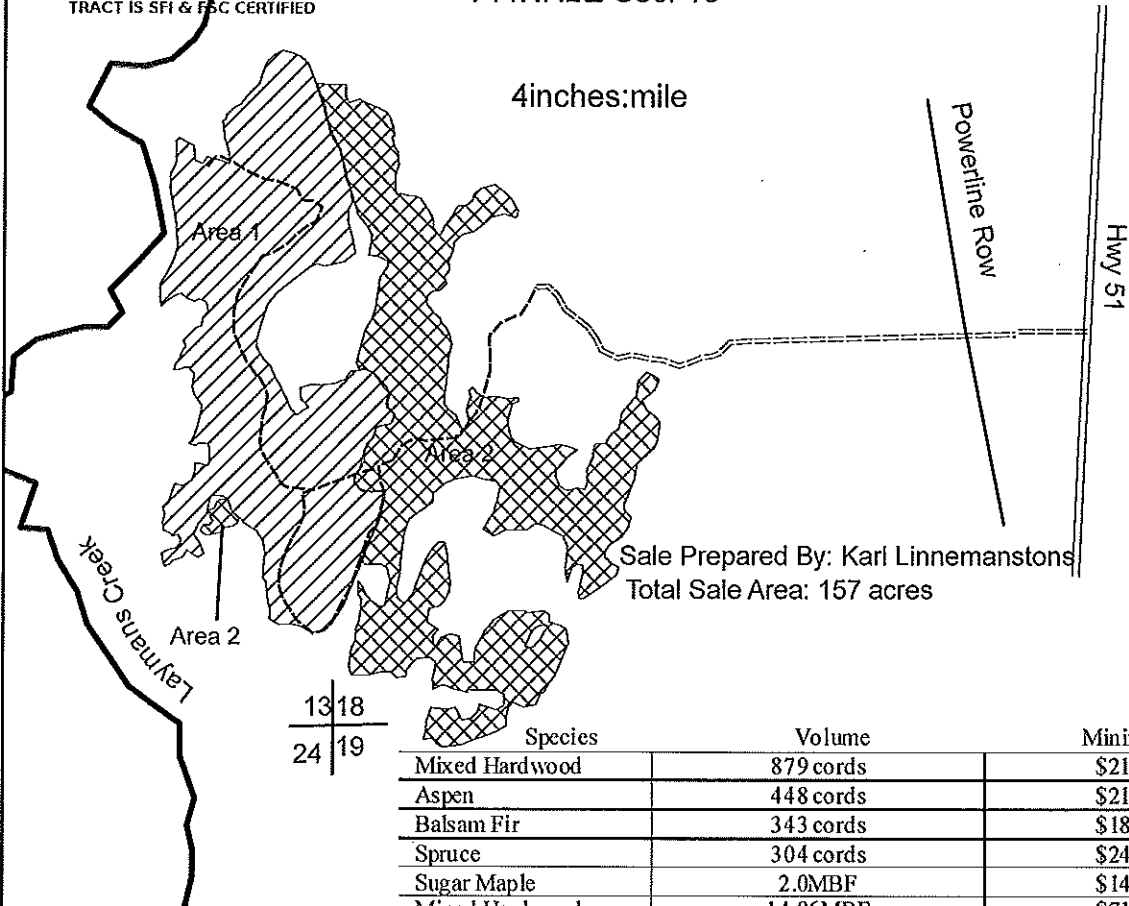 TRACT IS SFI & FSC CERTIFIED
4inches:mile
Powerline Row
Hwy 51
Area 1
Area 2
Sale Prepared By: Karl Linnemanstons
Total Sale Area: 157 acres
Area 2
Laymans Creek
13 18
24 19
Species Volume
Mixed Hardwood 879 cords $21
Aspen 448 cords $21
Balsam Fir 343 cords $18
Spruce 304 cords $24
Sugar Maple 2.0MBF $14